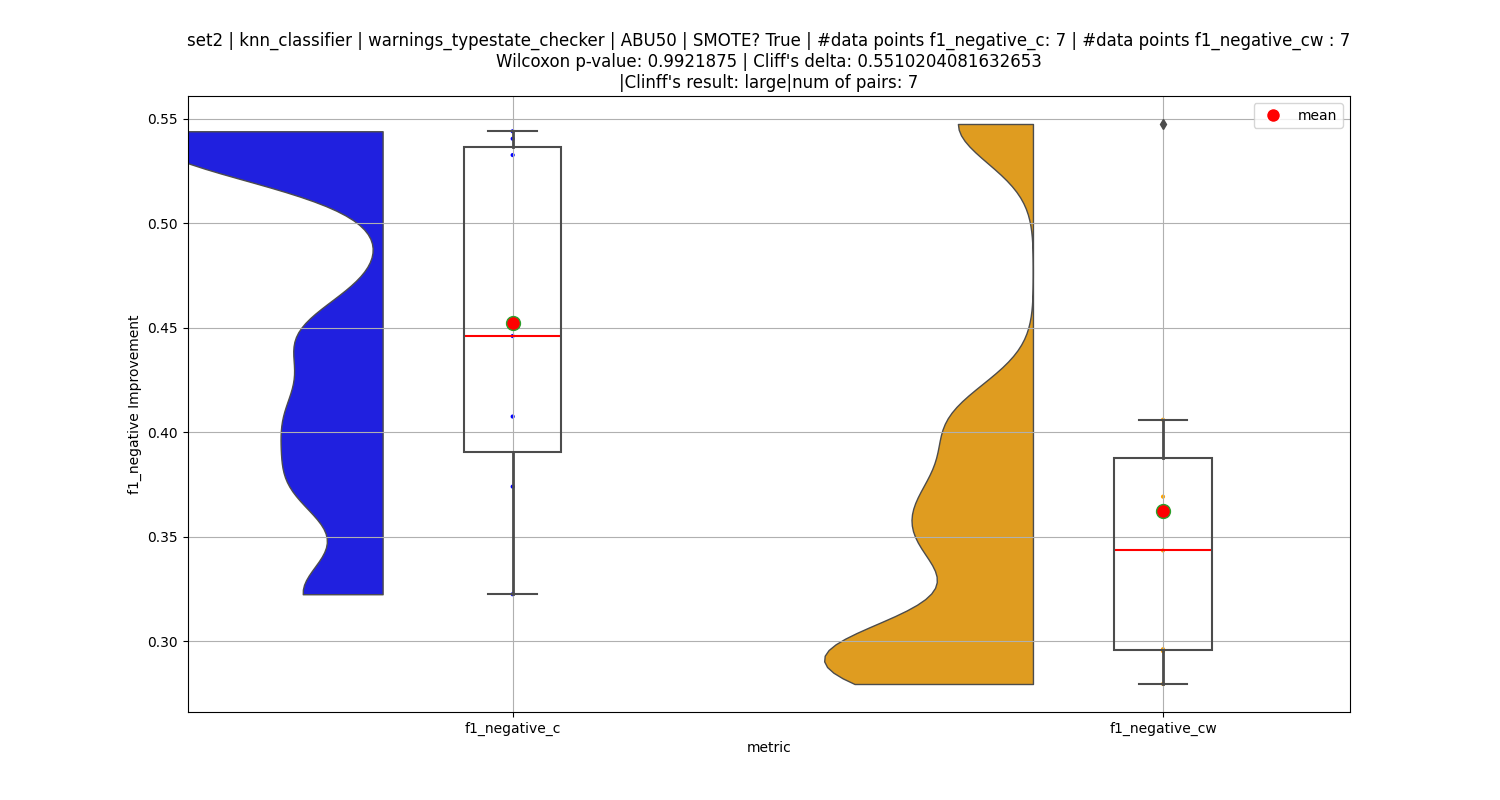 set2 | knn_classifier | warnings_typestate_checker | ABU50 | SMOTE? True | #data points f1_negative_c: 7 | #data points f1_negative_cw : 7
Wilcoxon p-value: 0.9921875 | Cliff's delta: 0.5510204081632653
|Clinff's result: large|num of pairs: 7
mean
0.55
0.50
0.45
0.40
0.35
0.30
f1_negative Improvement
f1_negative_c
f1_negative_cw
metric